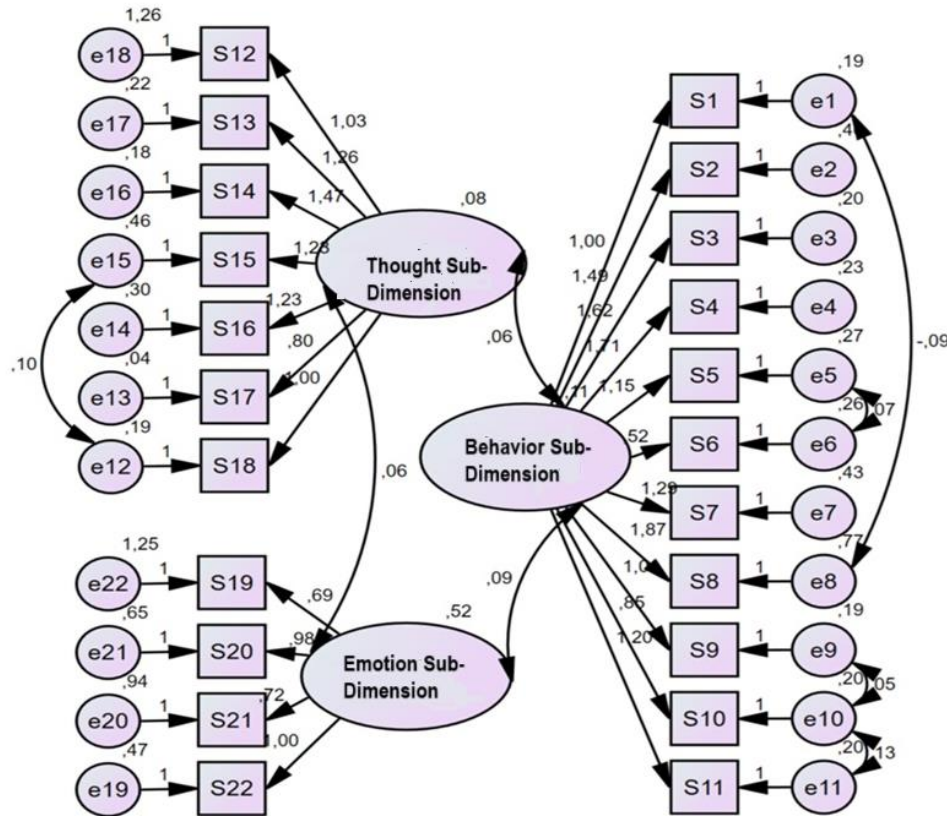 1,26
e18 1 S12
,22
e17 1 S13
,18
e16 1 S14
,46
e15 1 S15
,30
e14 1 S16
,04
e13 1 S17
,19
e12 1 S18
,10
1,03
1,26
1,47
1,23
,80
1,00
,08
Thought Sub-
Dimension
,06
,06
1,25
e22 1 S19
,65
e21 1 S20
,94
e20 1 S21
,47
e19 1 S22
,69
,98
,72
1,00
,52
Emotion Sub-
Dimension
,09
,11
Behavior Sub-
Dimension
1,00
1,49
1,62
1,71
1,15
,52
1,29
1,87
,85
1,20
,19
S1 1 e1
S2 1 e2
,20
S3 1 e3
,23
S4 1 e4
,27
S5 1 e5
,26
S6 1 e6
,07
,43
S7 1 e7
,77
S8 1 e8
-,09
,19
S9 1 e9
,20
,05
S10 1 e10
,20
,13
S11 1 e11